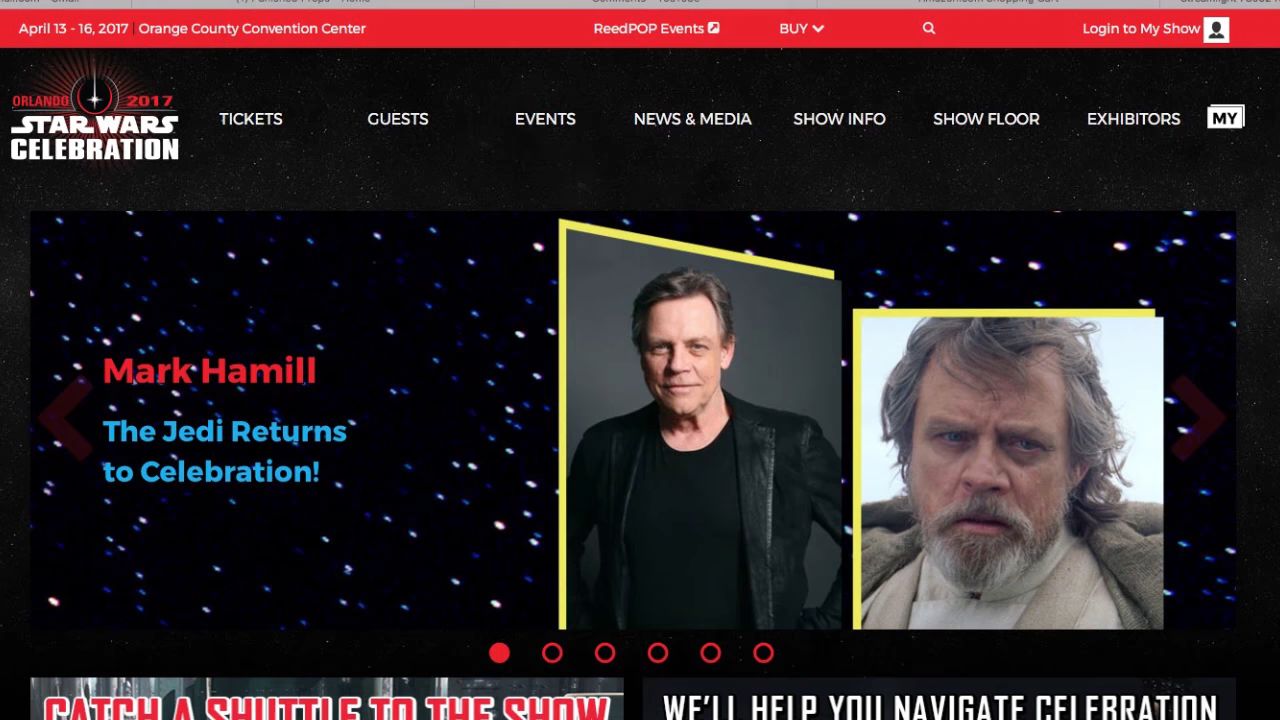 April 13 - 16, 2017 | Orange County Convention Center
ReedPOP Events
BUY
Login to My Show
ORLANDO 2017
STAR WARS
CELEBRATION
TICKETS
GUESTS
EVENTS
NEWS & MEDIA
SHOW INFO
SHOW FLOOR
EXHIBITORS
MY
Mark Hamill
The Jedi Returns
to Celebration!
CATCH A SHUTTLE TO THE SHOW
WE'LL HELP YOU NAVIGATE CELEBRATION